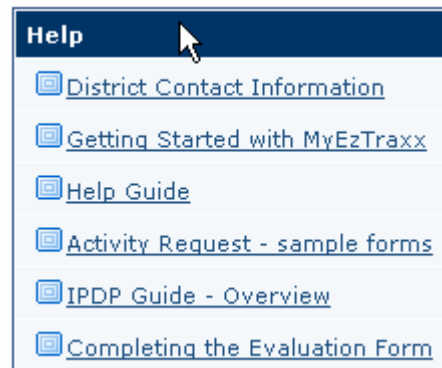 Help
District Contact Information
Getting Started with MyEzTraxx
Help Guide
Activity Request - sample forms
IPDP Guide - Overview
Completing the Evaluation Form